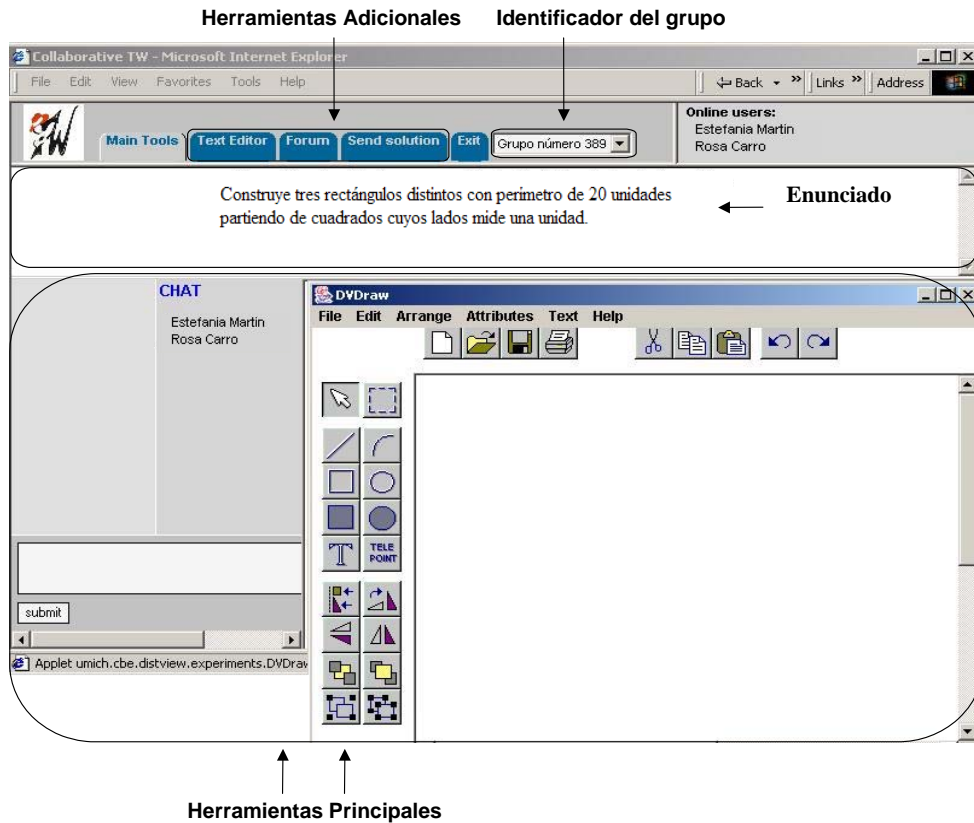 Herramientas Adicionales Identificador del grupo
Collaborative TW - Microsoft Internet Explorer
File Edit View Favorites Tools Help Back Links Address
TW
Main Tools Text Editor Forum Send solution Exit Grupo número 389
Online users:
Estefania Martin
Rosa Carro
Construye tres rectángulos distintos con perímetro de 20 unidades
partiendo de cuadrados cuyos lados mide una unidad.
Enunciado
CHAT
Estefania Martin
Rosa Carro
submit
Applet umich.cbe.distview.experiments.DVDraw
DVDraw
File Edit Arrange Attributes Text Help
T
TELE
POINT
Herramientas Principales